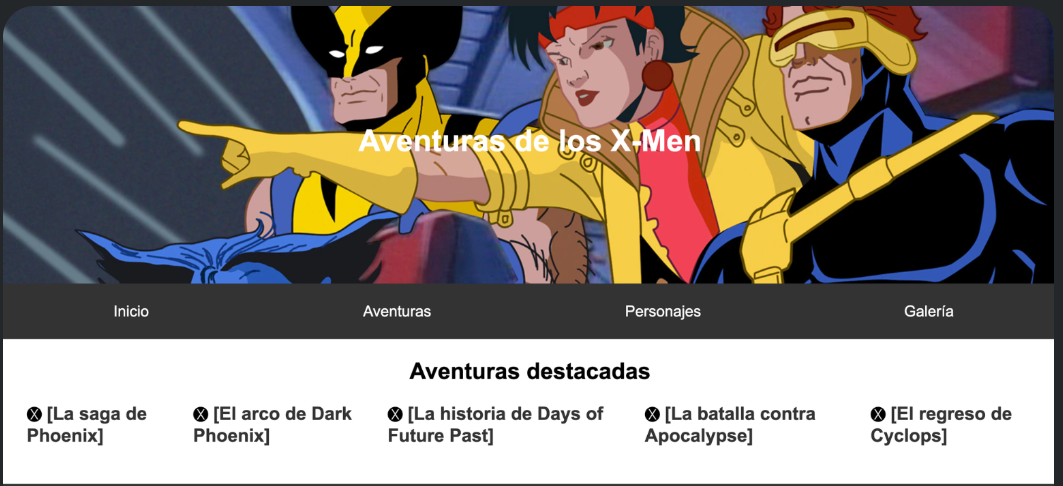 Aventuras de los X-Men
Inicio
Aventuras
Personajes
Galería
Aventuras destacadas
Ⓧ [La saga de
Phoenix]
Ⓧ [El arco de Dark
Phoenix]
Ⓧ [La historia de Days of
Future Past]
Ⓧ [La batalla contra
Apocalypse]
Ⓧ [El regreso de
Cyclops]